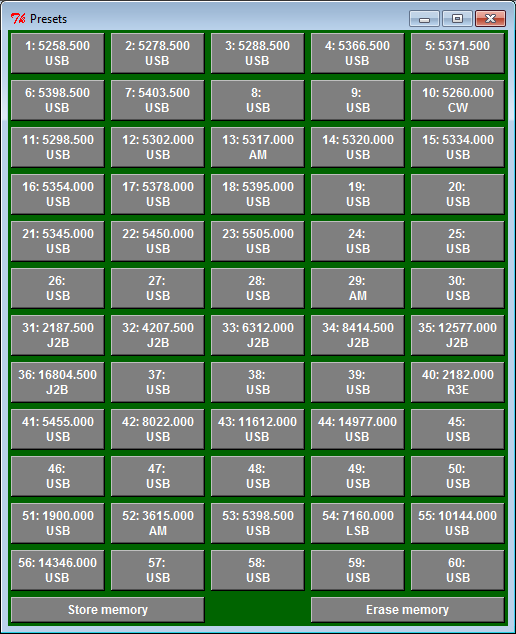 Presets
1: 5258.500
USB
2: 5278.500
USB
3: 5288.500
USB
4: 5366.500
USB
5: 5371.500
USB
6: 5398.500
USB
7: 5403.500
USB
8:
USB
9:
USB
10: 5260.000
CW
11: 5298.500
USB
12: 5302.000
USB
13: 5317.000
AM
14: 5320.000
USB
15: 5334.000
USB
16: 5354.000
USB
17: 5378.000
USB
18: 5395.000
USB
19:
USB
20:
USB
21: 5345.000
USB
22: 5450.000
USB
23: 5505.000
USB
24:
USB
25:
USB
26:
USB
27:
USB
28:
USB
29:
AM
30:
USB
31: 2187.500
J2B
32: 4207.500
J2B
33: 6312.000
J2B
34: 8414.500
J2B
35: 12577.000
J2B
36: 16804.500
J2B
37:
USB
38:
USB
39:
USB
40: 2182.000
R3E
41: 5455.000
USB
42: 8022.000
USB
43: 11612.000
USB
44: 14977.000
USB
45:
USB
46:
USB
47:
USB
48:
USB
49:
USB
50:
USB
51: 1900.000
USB
52: 3615.000
AM
53: 5398.500
USB
54: 7160.000
LSB
55: 10144.000
USB
56: 14346.000
USB
57:
USB
58:
USB
59:
USB
60:
USB
Store memory
Erase memory